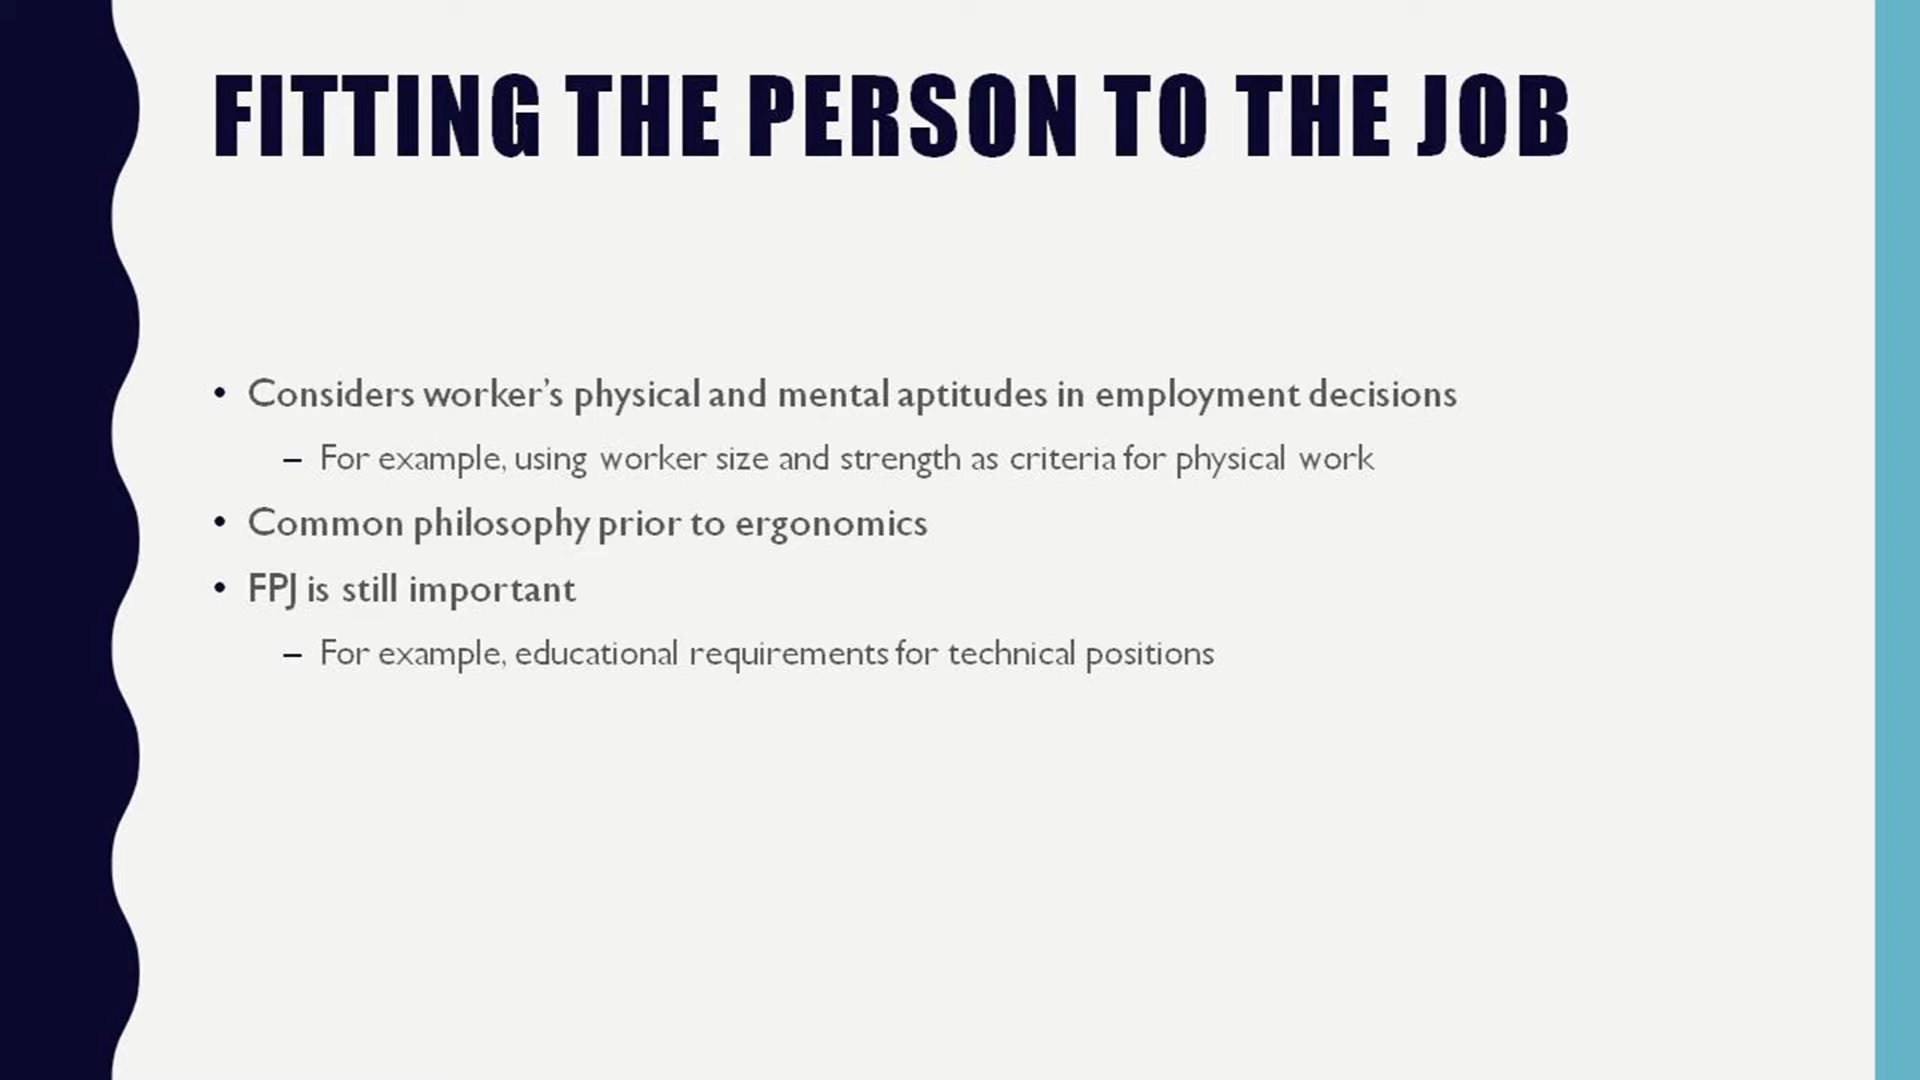 FITTING THE PERSON TO THE JOB
• Considers worker’s physical and mental aptitudes in employment decisions
– For example, using worker size and strength as criteria for physical work
• Common philosophy prior to ergonomics
• FPJ is still important
– For example, educational requirements for technical positions